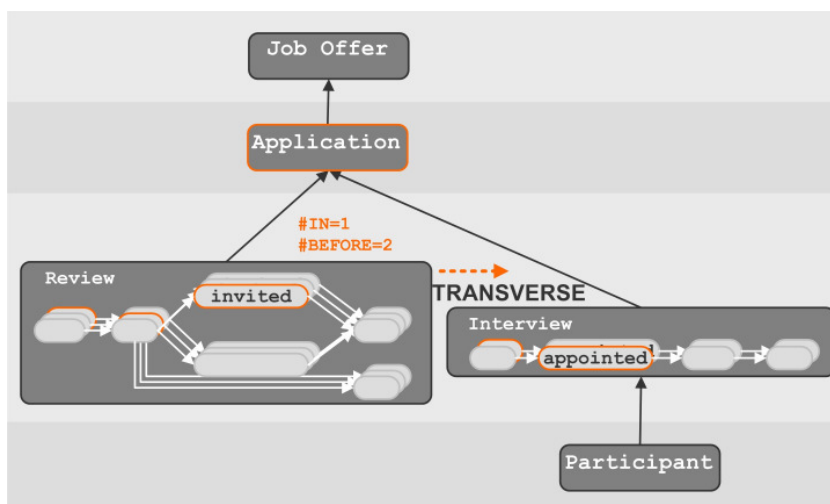 Job Offer
Application
#IN=1
#BEFORE=2
Review
invited
TRANSVERSE
Interview
appointed
Participant